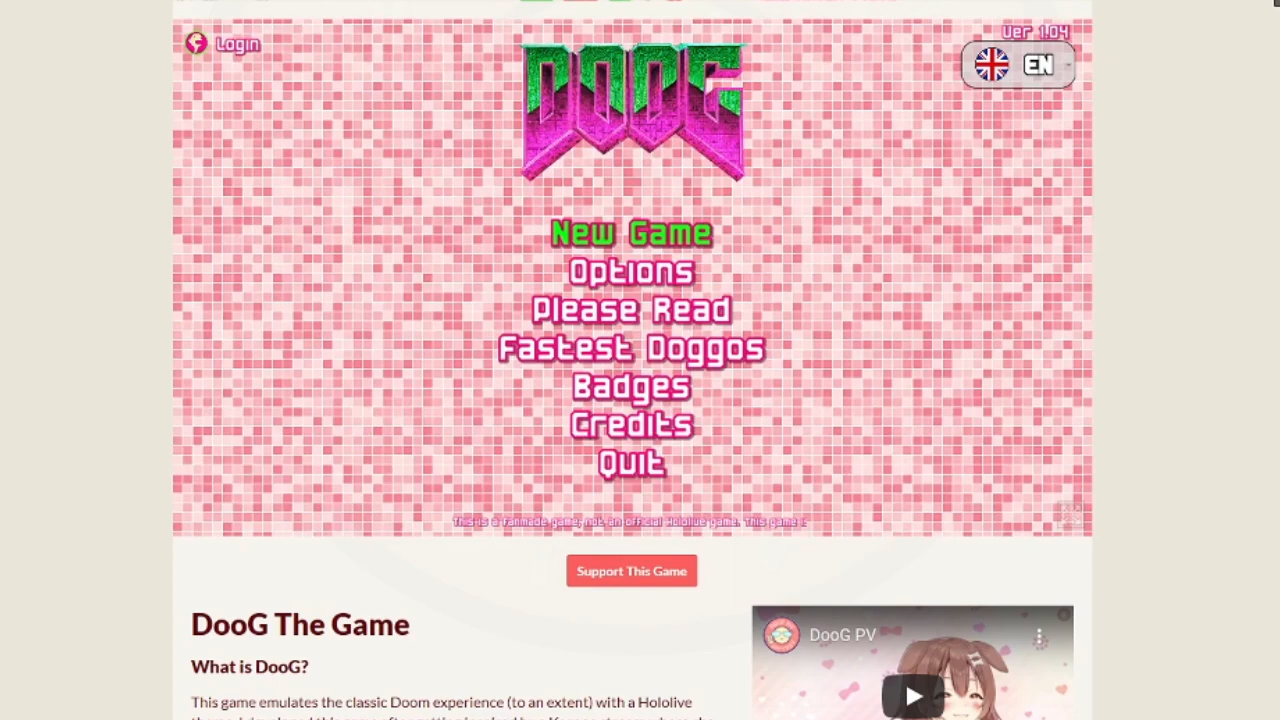 Login
Ver 1.04
EN
DOOG
New Game
Options
Please Read
Fastest Doggos
Badges
Credits
Quit
This is a fanmade game, not an official Hololive game. This game
Support This Game
DooG The Game
DooG PV
What is DooG?
This game emulates the classic Doom experience (to an extent) with a Hololive